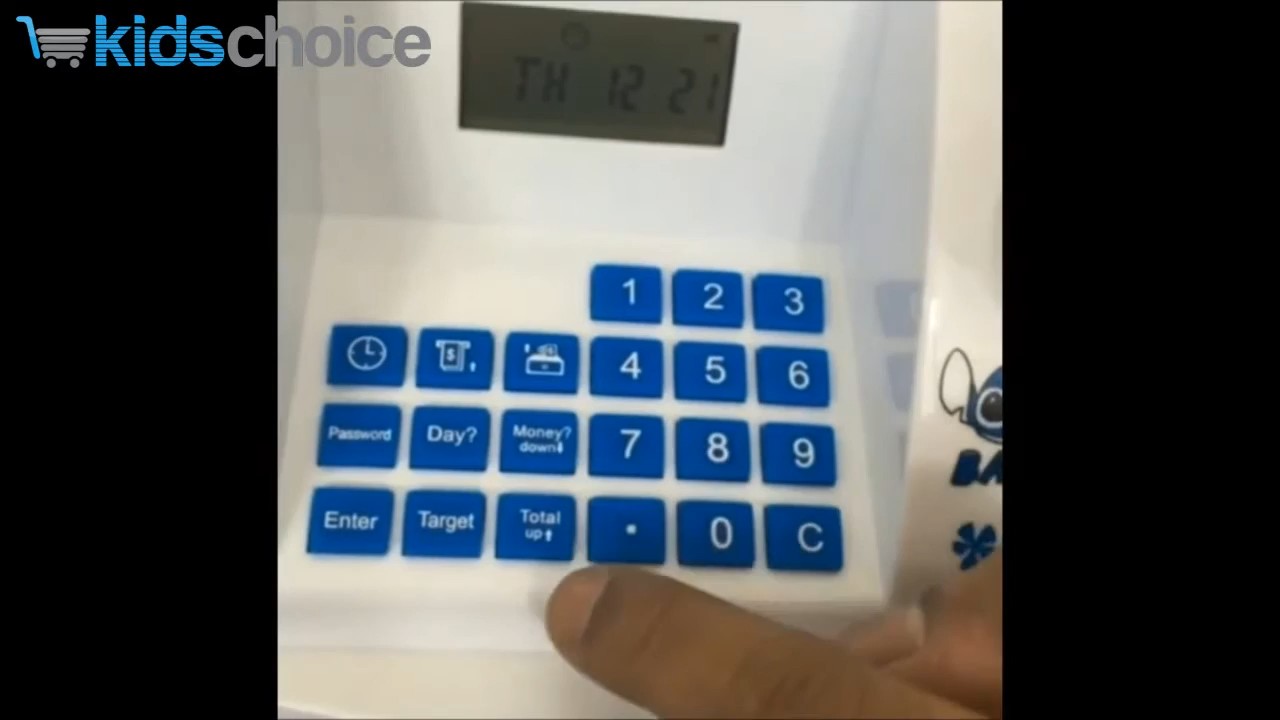 kidschoice
TH 12 21
1 2 3
$ $ 4 5 6
Password Day? Money? down⬇ 7 8 9
Enter Target Total up⬆ . 0 C
BA